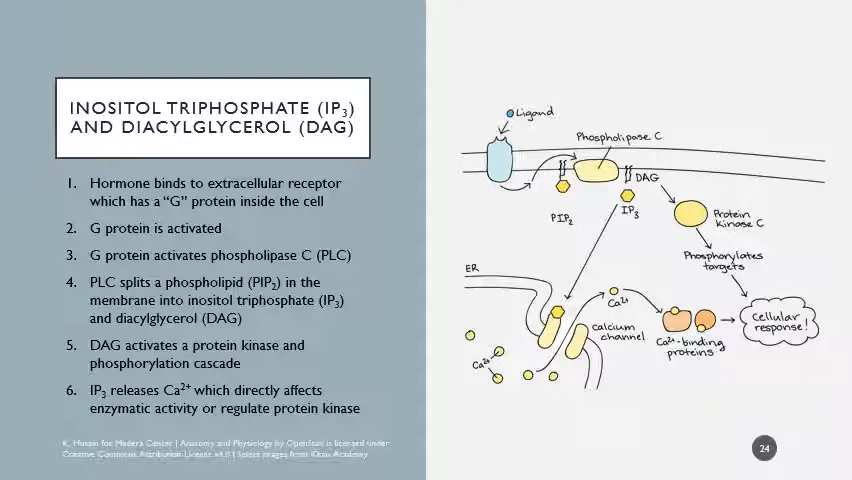 INOSITOL TRIPHOSPHATE (IP₃)
AND DIACYLGLYCEROL (DAG)
1. Hormone binds to extracellular receptor
which has a “G” protein inside the cell
2. G protein is activated
3. G protein activates phospholipase C (PLC)
4. PLC splits a phospholipid (PIP₂) in the
membrane into inositol triphosphate (IP₃)
and diacylglycerol (DAG)
5. DAG activates a protein kinase and
phosphorylation cascade
6. IP₃ releases Ca²⁺ which directly affects
enzymatic activity or regulate protein kinase
K. Husain for Madera Center | Anatomy and Physiology by OpenStax is licensed under
Creative Commons Attribution License v4.0 | Select images from Khan Academy
Ligand
Phospholipase C
DAG
PIP₂
IP₃
Protein
kinase C
Phosphorylates
targets
ER
Ca²⁺
calcium
channel
Ca²⁺-binding
proteins
cellular
response!
Ca²⁺
24